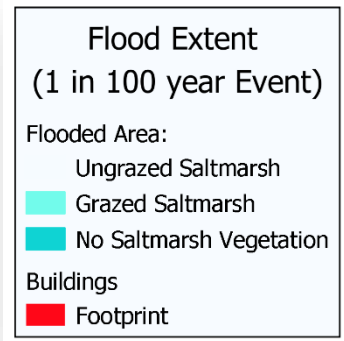 Flood Extent
(1 in 100 year Event)
Flooded Area:
Ungrazed Saltmarsh
Grazed Saltmarsh
No Saltmarsh Vegetation
Buildings
Footprint